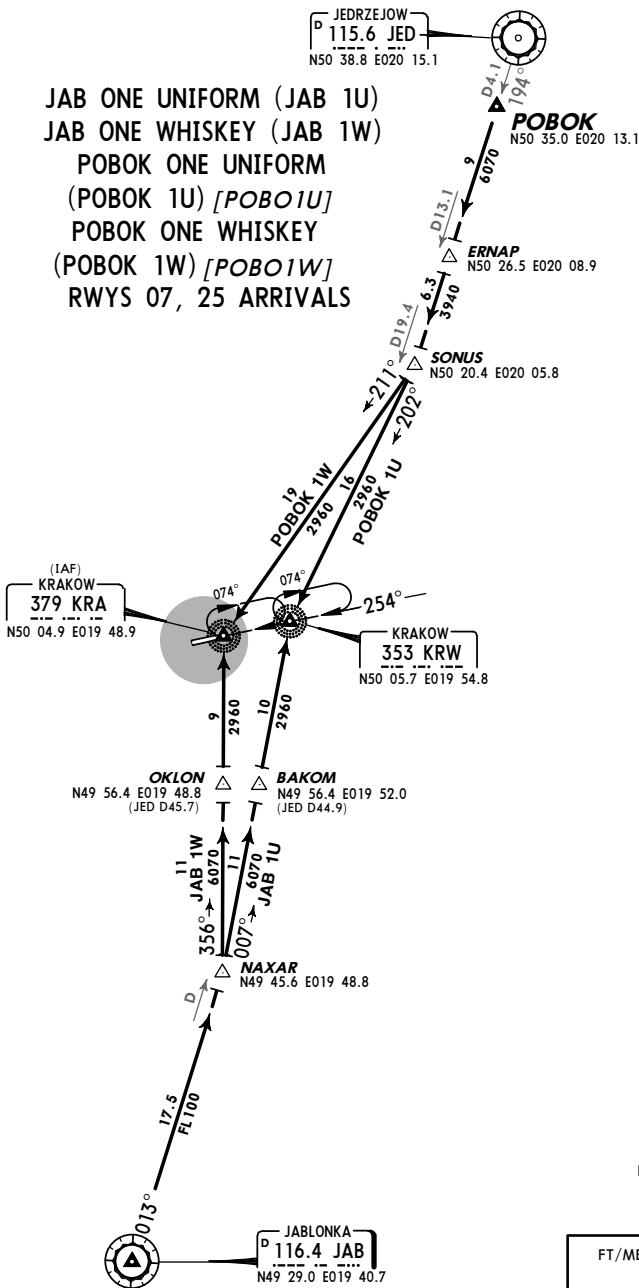 JEDRZEJOW
D 115.6 JED
N50 38.8 E020 15.1
D4.1
194°
JAB ONE UNIFORM (JAB 1U)
JAB ONE WHISKEY (JAB 1W)
POBOK ONE UNIFORM
(POBOK 1U) [POBO1U]
POBOK ONE WHISKEY
(POBOK 1W) [POBO1W]
RWYS 07, 25 ARRIVALS
POBOK
N50 35.0 E020 13.1
9
6070
D13.1
ERNAP
N50 26.5 E020 08.9
6.3
3940
D19.4
SONUS
N50 20.4 E020 05.8
211°
202°
19
POBOK 1W
2960
16
2960
POBOK 1U
(IAF)
KRAKOW
379 KRA
N50 04.9 E019 48.9
074°
074°
254°
KRAKOW
353 KRW
N50 05.7 E019 54.8
9
2960
10
2960
OKLON
N49 56.4 E019 48.8
(JED D45.7)
BAKOM
N49 56.4 E019 52.0
(JED D44.9)
11
JAB 1W
6070
11
6070
JAB 1U
356°
007°
NAXAR
N49 45.6 E019 48.8
D
17.5
FL100
013°
JABLONKA
D 116.4 JAB
N49 29.0 E019 40.7